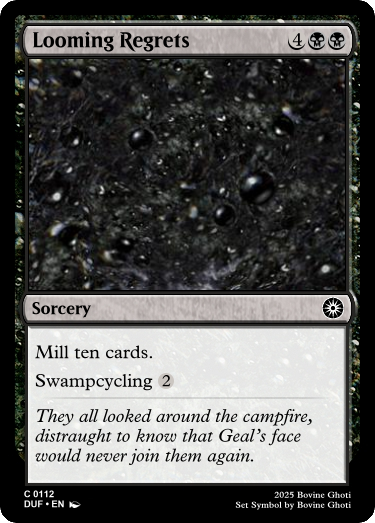 Looming Regrets 4
Sorcery
Mill ten cards.
Swampcycling 2
They all looked around the campfire,
distraught to know that Geal's face
would never join them again.
C 0112
DUF • EN
2025 Bovine Ghoti
Set Symbol by Bovine Ghoti